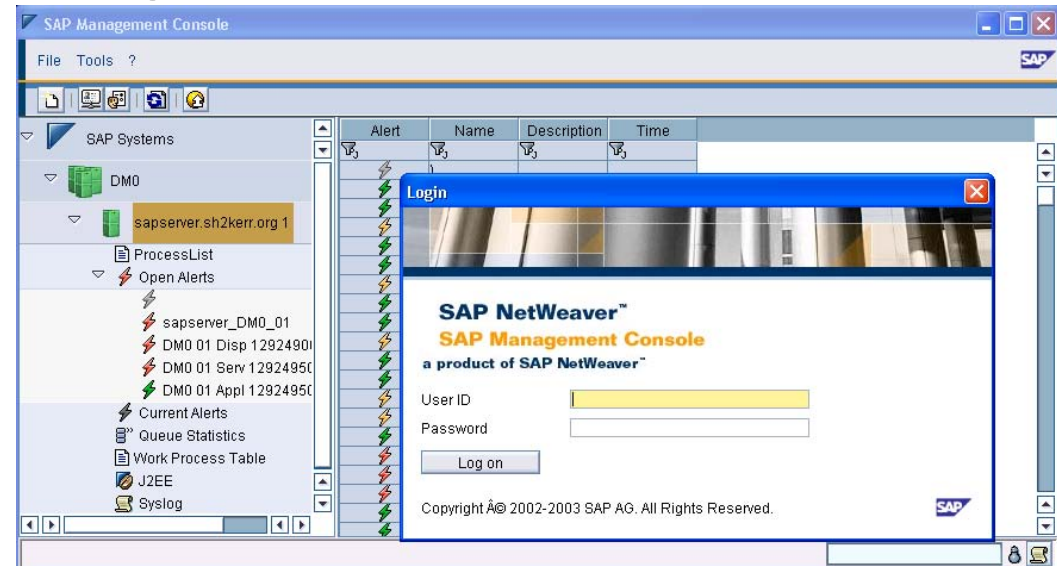 SAP Management Console
File Tools ?
SAP
SAP Systems
DM0
sapserver.sh2kerr.org 1
ProcessList
Open Alerts
sapserver_DM0_01
DM0 01 Disp 1292490
DM0 01 Serv 1292495
DM0 01 Appl 1292495
Current Alerts
Queue Statistics
Work Process Table
J2EE
Syslog
Alert Name Description Time
Login
SAP NetWeaver™
SAP Management Console
a product of SAP NetWeaver™
User ID
Password
Log on
Copyright Â© 2002-2003 SAP AG. All Rights Reserved.
SAP